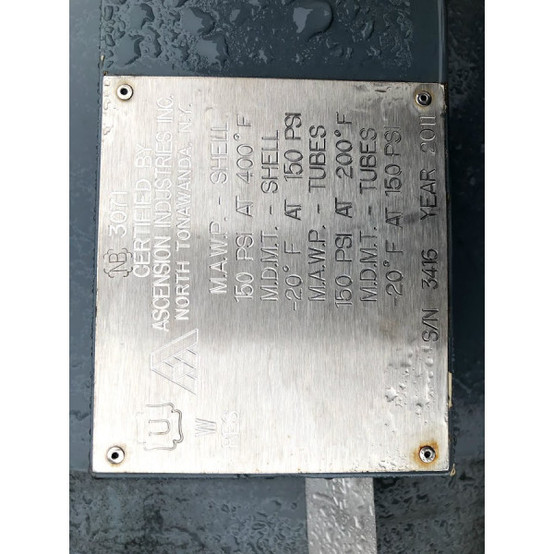 NB 3071
CERTIFIED BY
ASCENSION INDUSTRIES INC.
NORTH TONAWANDA, N.Y.
U
W
M.A.W.P. - SHELL
150 PSI AT 400°F
M.D.M.T. - SHELL
-20°F AT 150 PSI
M.A.W.P. - TUBES
150 PSI AT 200°F
M.D.M.T. - TUBES
-20°F AT 150 PSI
S/N 3416 YEAR 2011